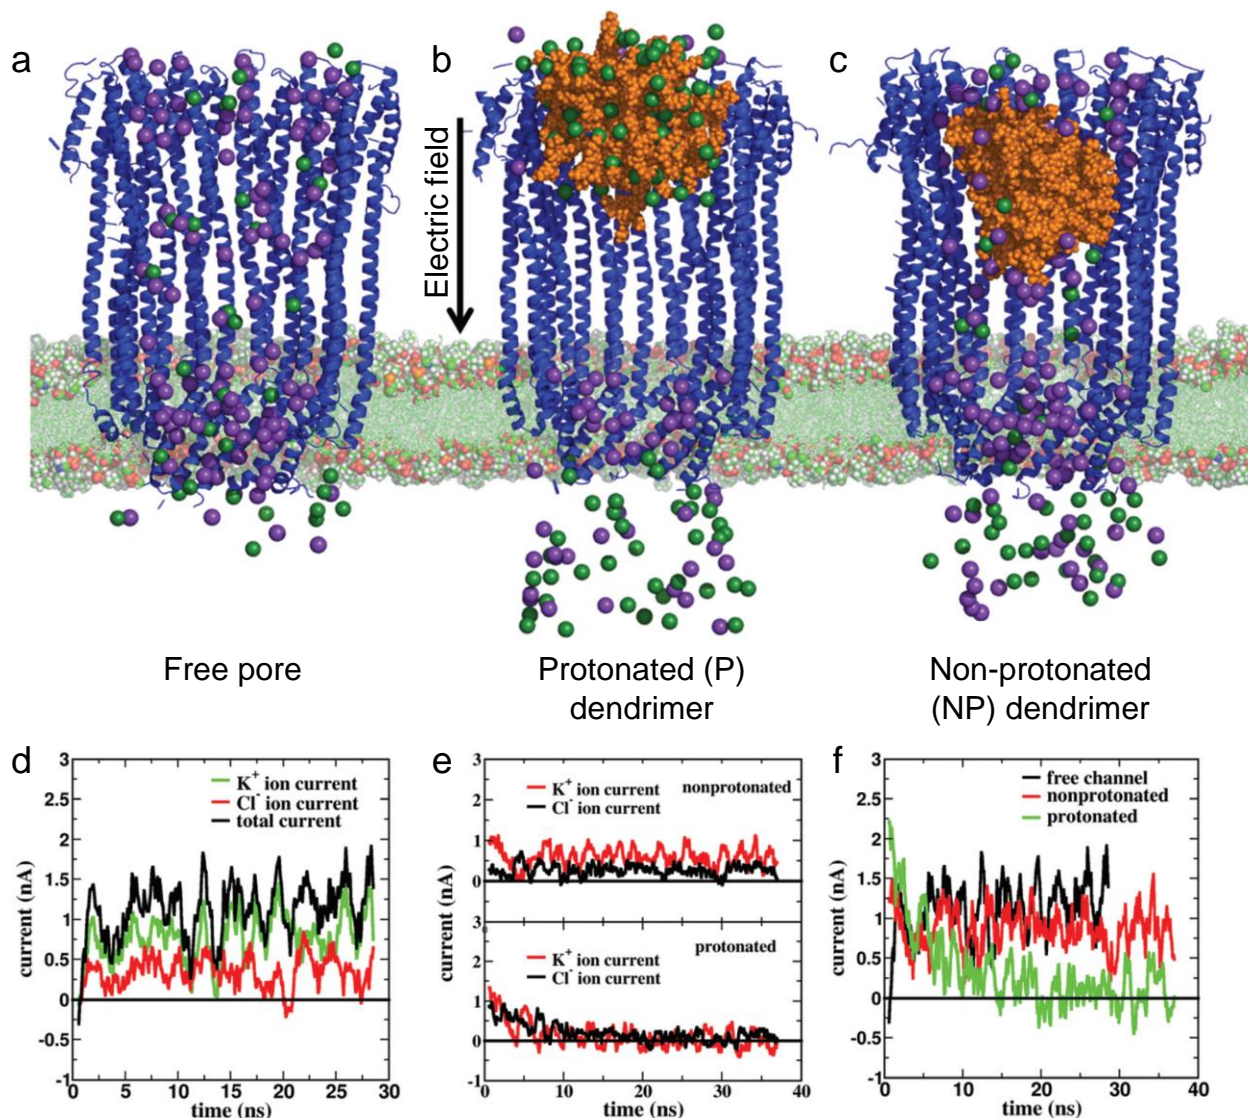 a
b
c
Electric field
Free pore
Protonated (P)
dendrimer
Non-protonated
(NP) dendrimer
d
3
2.5
2
1.5
1
0.5
0
-0.5
-1
current (nA)
K⁺ ion current
Cl⁻ ion current
total current
0 5 10 15 20 25 30
time (ns)
e
3
2
1
0
K⁺ ion current
Cl⁻ ion current
nonprotonated
3
2
1
0
-1
current (nA)
protonated
K⁺ ion current
Cl⁻ ion current
0 10 20 30 40
time (ns)
f
3
2.5
2
1.5
1
0.5
0
-0.5
-1
current (nA)
free channel
nonprotonated
protonated
0 10 20 30 40
time (ns)